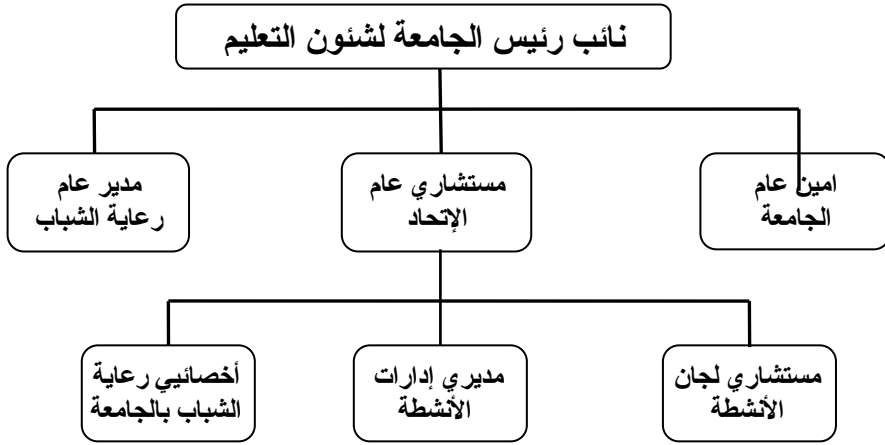 نائب رئيس الجامعة لشئون التعليم
امين عام
الجامعة
مستشاري عام
الإتحاد
مدير عام
رعاية الشباب
مستشاري لجان
الأنشطة
مديري إدارات
الأنشطة
أخصائيي رعاية
الشباب بالجامعة